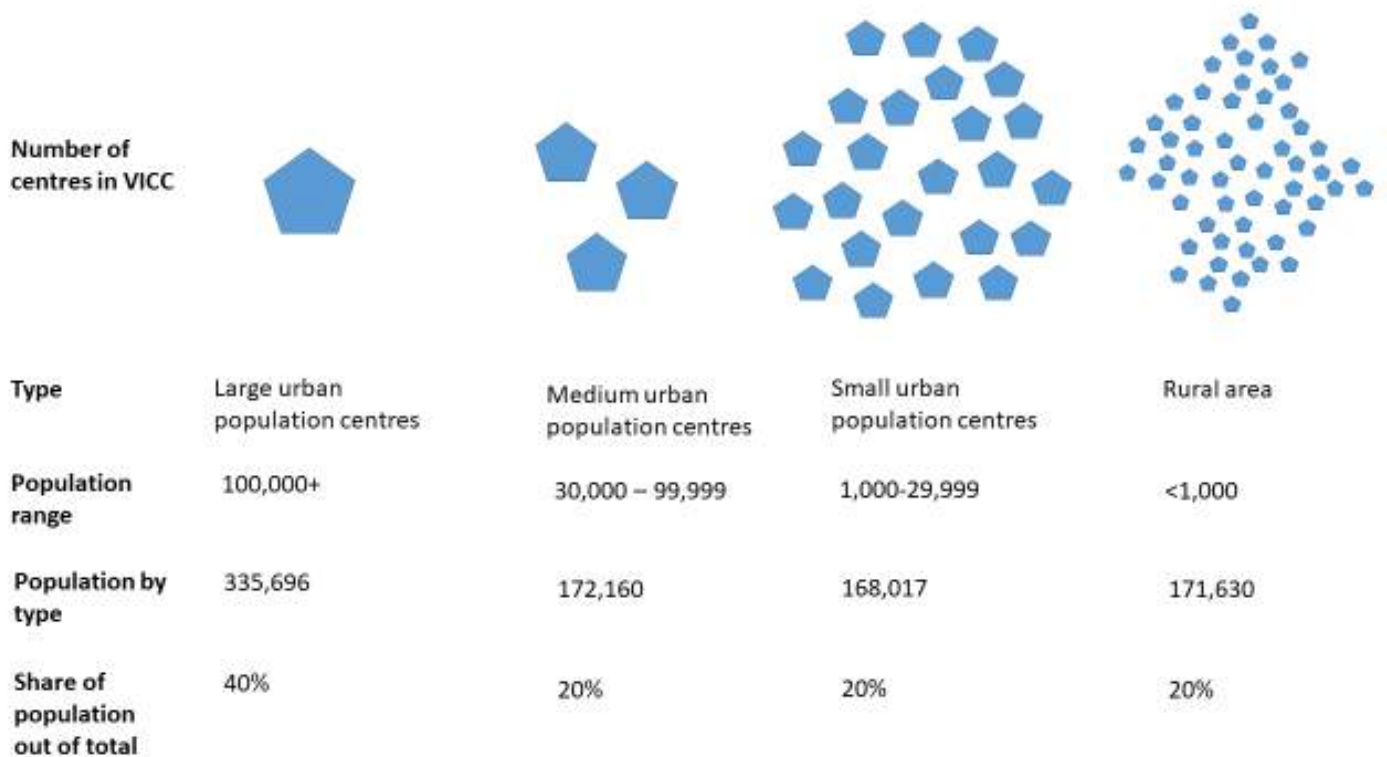 Number of
centres in VICC
Type
Large urban
population centres
Medium urban
population centres
Small urban
population centres
Rural area
Population
range
100,000+
30,000 – 99,999
1,000-29,999
<1,000
Population by
type
335,696
172,160
168,017
171,630
Share of
population
out of total
40%
20%
20%
20%